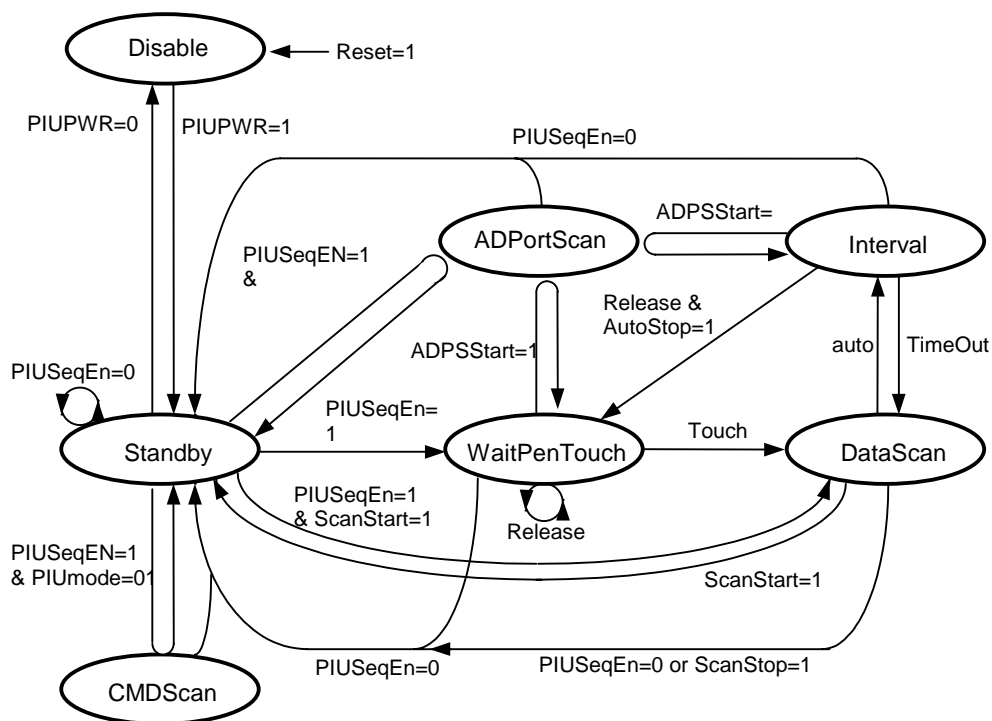 Disable
Reset=1
PIUPWR=0
PIUPWR=1
PIUSeqEn=0
ADPortScan
ADPSStart=
Interval
PIUSeqEN=1
&
Release &
AutoStop=1
ADPSStart=1
auto
TimeOut
PIUSeqEn=0
PIUSeqEn=
1
Standby
WaitPenTouch
Touch
DataScan
PIUSeqEn=1
& ScanStart=1
Release
PIUSeqEN=1
& PIUmode=01
ScanStart=1
PIUSeqEn=0
PIUSeqEn=0 or ScanStop=1
CMDScan